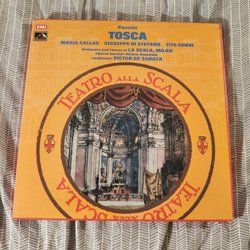 EMI
Puccini
TOSCA
MARIA CALLAS · GIUSEPPE DI STEFANO · TITO GOBBI
Orchestra and Chorus of LA SCALA, MILAN
conductor: VICTOR DE SABATA
TEATRO ALLA SCALA
TEATRO ALLA SCALA